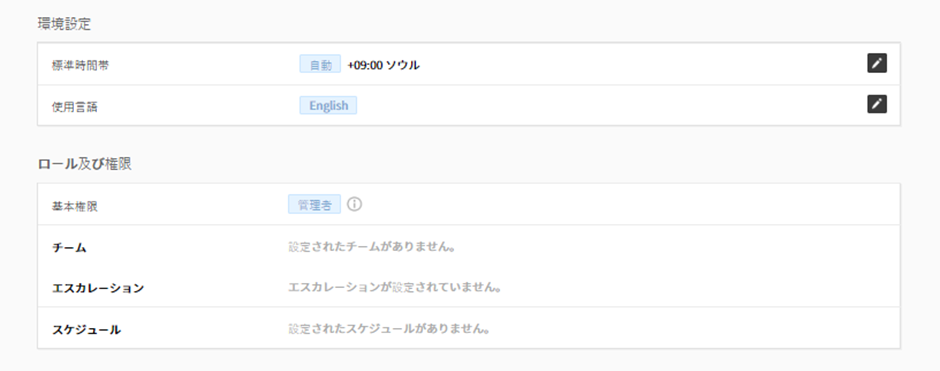 環境設定
標準時間帯 自動 +09:00 ソウル
使用言語 English
ロール及び権限
基本権限 管理者
チーム 設定されたチームがありません。
エスカレーション エスカレーションが設定されていません。
スケジュール 設定されたスケジュールがありません。